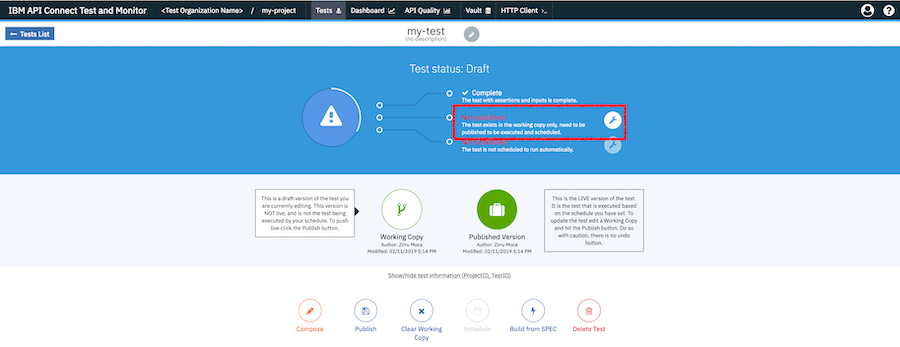 IBM API Connect Test and Monitor
<Test Organization Name> / my-project
Tests
Dashboard
API Quality
Vault
HTTP Client
← Tests List
my-test
(no description)
Test status: Draft
Complete
The test with assertions and inputs is complete.
The test exists in the working copy only, need to be
published to be executed and scheduled.
The test is not scheduled to run automatically.
This is a draft version of the test you
are currently editing. This version is
NOT live, and is not the test being
executed by your schedule. To push
live click the Publish button.
Working Copy
Author: Zirru Moca
Modified: 02/11/2019 5:14 PM
Published Version
Author: Zirru Moca
Modified: 02/11/2019 5:14 PM
This is the LIVE version of the test.
It is the test that is executed based
on the schedule you have set. To
update the test edit a Working Copy
and hit the Publish button. Do so
with caution, there is no undo
button.
Show/hide test information (ProjectID, TestID)
Compose
Publish
Clear Working
Copy
Schedule
Build from SPEC
Delete Test